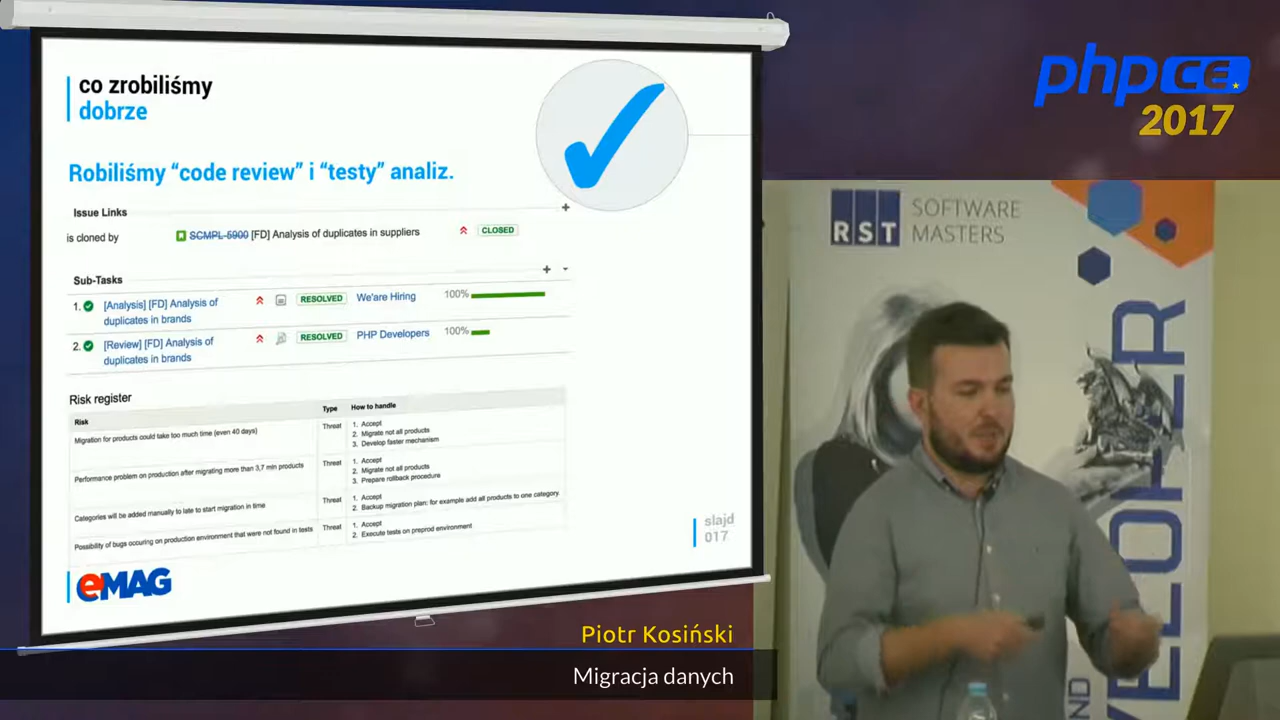 co zrobiliśmy
dobrze
Robiliśmy “code review” i “testy” analiz.
Issue Links
is cloned by SCMPL-5900 [FD] Analysis of duplicates in suppliers CLOSED
Sub-Tasks
1. [Analysis] [FD] Analysis of duplicates in brands RESOLVED We'are Hiring 100%
2. [Review] [FD] Analysis of duplicates in brands RESOLVED PHP Developers 100%
Risk register
Risk Type How to handle
Migration for products could take too much time (even 40 days) Threat 1. Accept
2. Migrate not all products
3. Develop faster mechanism
Performance problem on production after migrating more than 3,7 mln products Threat 1. Accept
2. Migrate not all products
3. Prepare rollback procedure
Categories will be added manually to late to start migration in time Threat 1. Accept
2. Backup migration plan: for example add all products to one category
Possibility of bugs occuring on production environment that were not found in tests Threat 1. Accept
2. Execute tests on preprod environment
slajd
017
eMAG
phpCE
2017
RST SOFTWARE
MASTERS
VELOPER
ND
Piotr Kosiński
Migracja danych